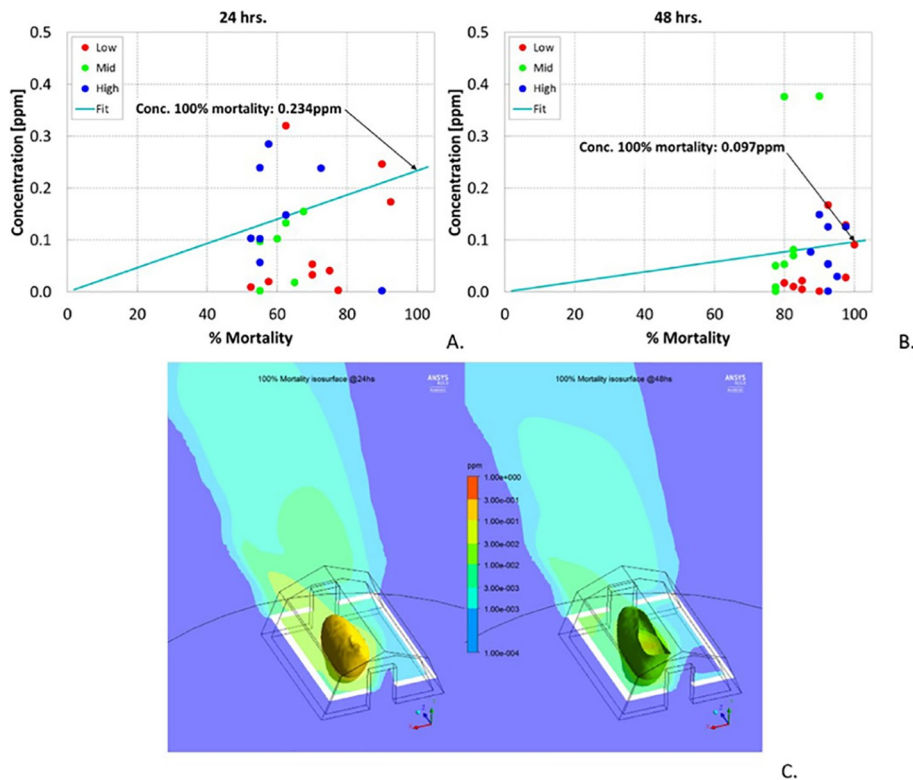 24 hrs.
0.5
0.4
0.3
0.2
0.1
0.0
Concentration [ppm]
Low
Mid
High
Fit
Conc. 100% mortality: 0.234ppm
0 20 40 60 80 100
% Mortality
A.
48 hrs.
0.5
0.4
0.3
0.2
0.1
0.0
Concentration [ppm]
Low
Mid
High
Fit
Conc. 100% mortality: 0.097ppm
0 20 40 60 80 100
% Mortality
B.
100% Mortality isosurface @24hs
ANSYS
100% Mortality isosurface @48hs
ANSYS
ppm
1.00e+000
3.00e-001
1.00e-001
3.00e-002
1.00e-002
3.00e-003
1.00e-003
1.00e-004
C.